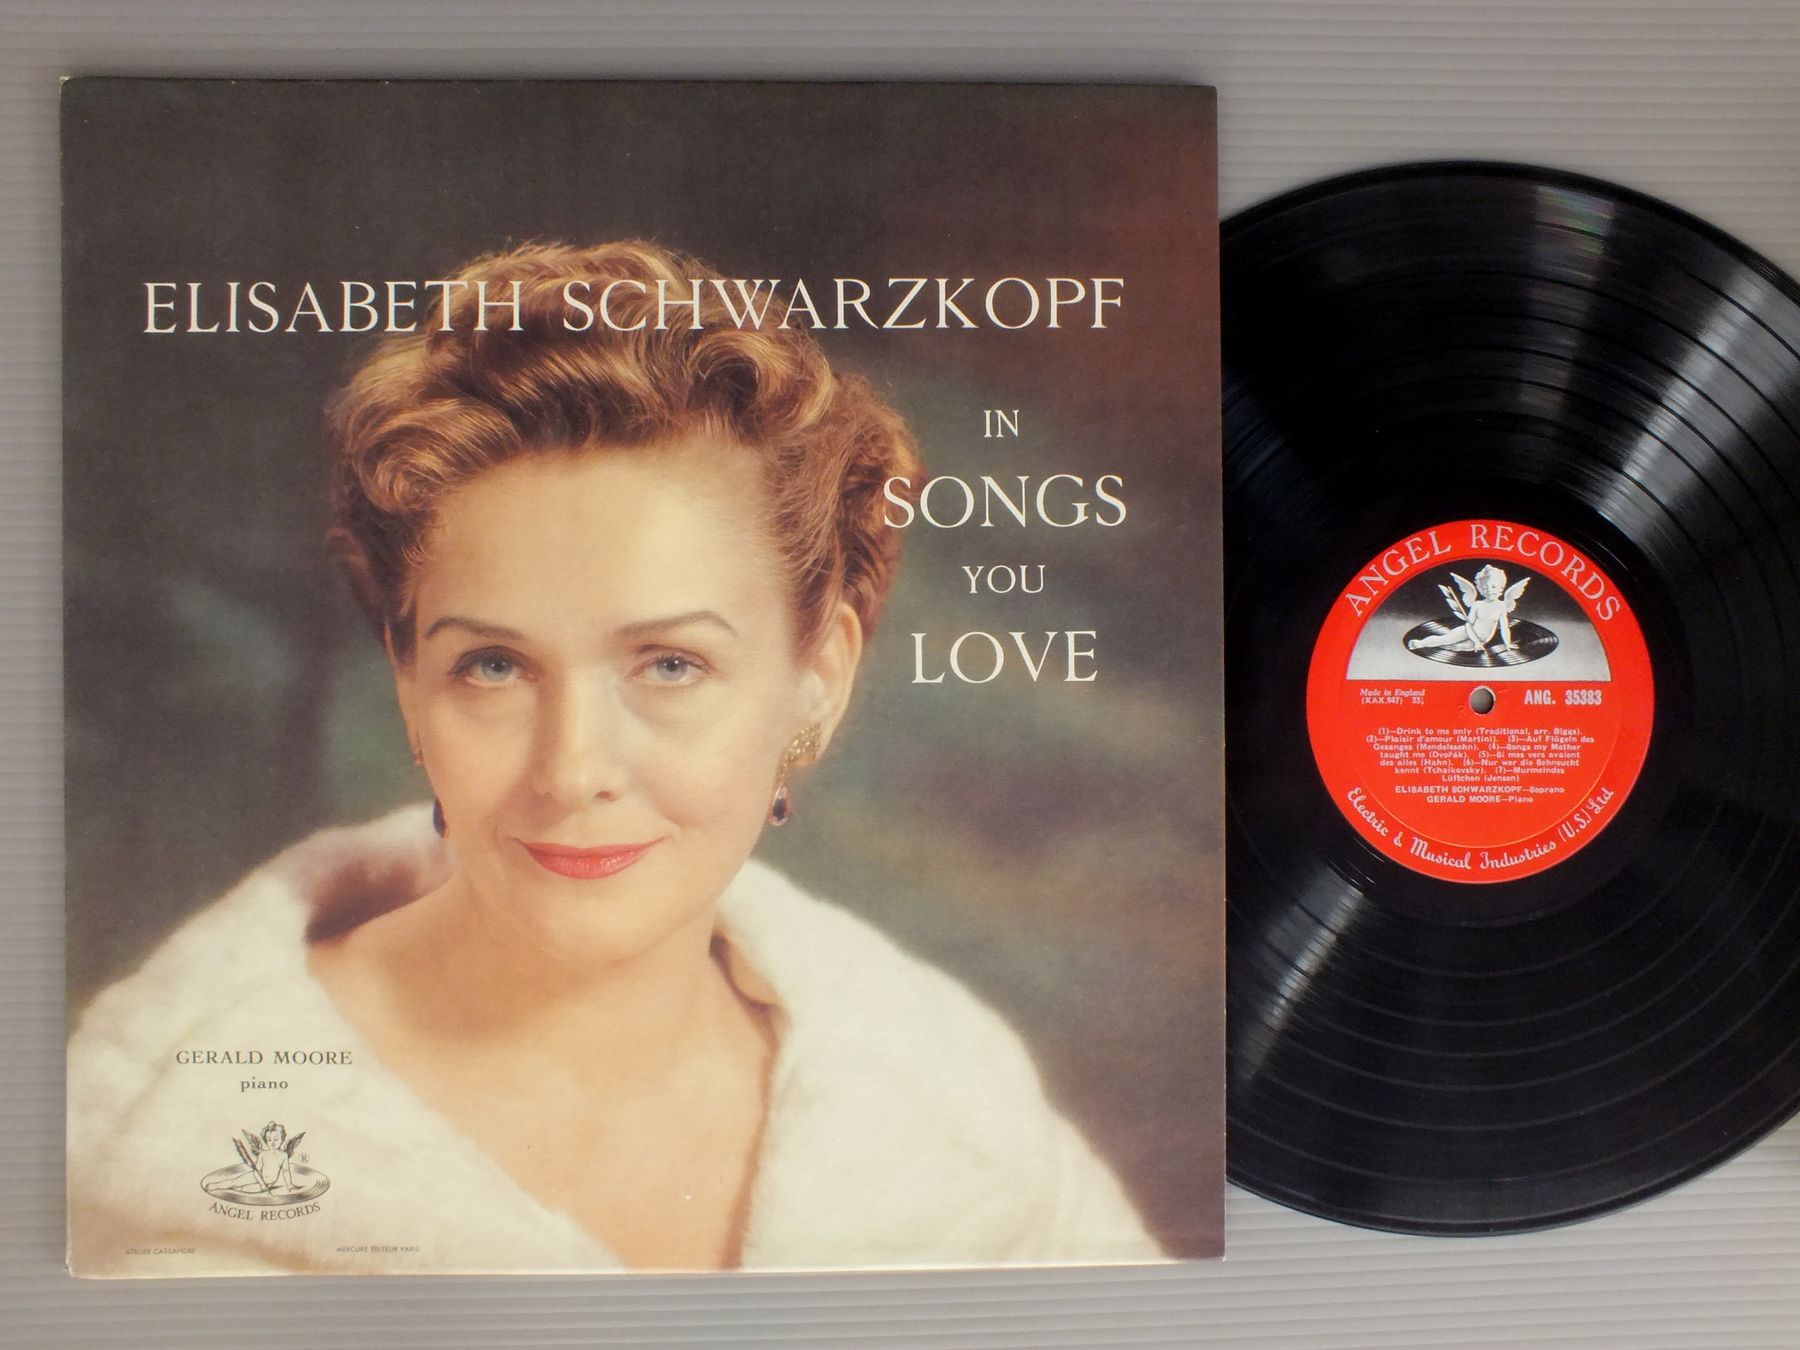 ELISABETH SCHWARZKOPF
IN
SONGS
YOU
LOVE
GERALD MOORE
piano
®
ANGEL RECORDS
ATELIER CASSANDRE
MERCURE EDITEUR PARIS
ANGEL RECORDS
Made in England
(XAX.947) 33⅓
ANG. 35383
(1)—Drink to me only (Traditional, arr. Biggs).
(2)—Plaisir d'amour (Martini). (3)—Auf Flügeln des
Gesanges (Mendelssohn). (4)—Songs my Mother
taught me (Dvořák). (5)—Si mes vers avaient
des ailes (Hahn). (6)—Nur wer die Sehnsucht
kennt (Tchaikovsky). (7)—Murmelndes
Lüftchen (Jensen)
ELISABETH SCHWARZKOPF—Soprano
GERALD MOORE—Piano
Electric & Musical Industries (U.S.) Ltd